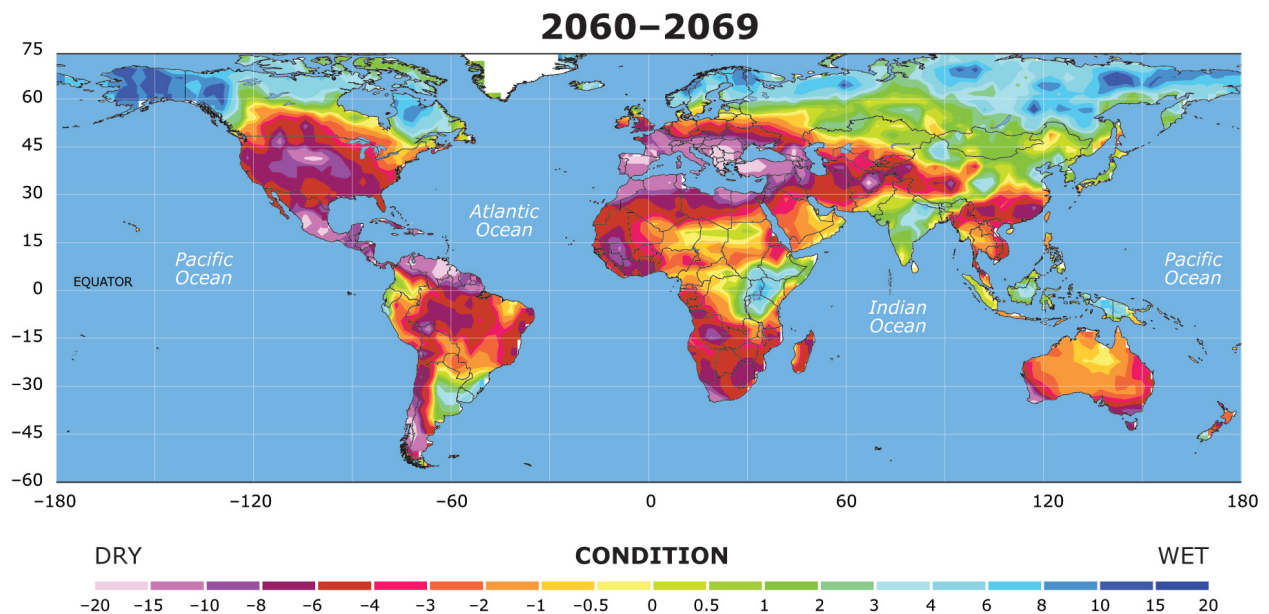 2060–2069
75
60
45
30
15
0
–15
–30
–45
–60
Atlantic
Ocean
Pacific
Ocean
EQUATOR
Indian
Ocean
Pacific
Ocean
–180
–120
–60
0
60
120
180
DRY
CONDITION
WET
–20 –15 –10 –8 –6 –4 –3 –2 –1 –0.5 0 0.5 1 2 3 4 6 8 10 15 20